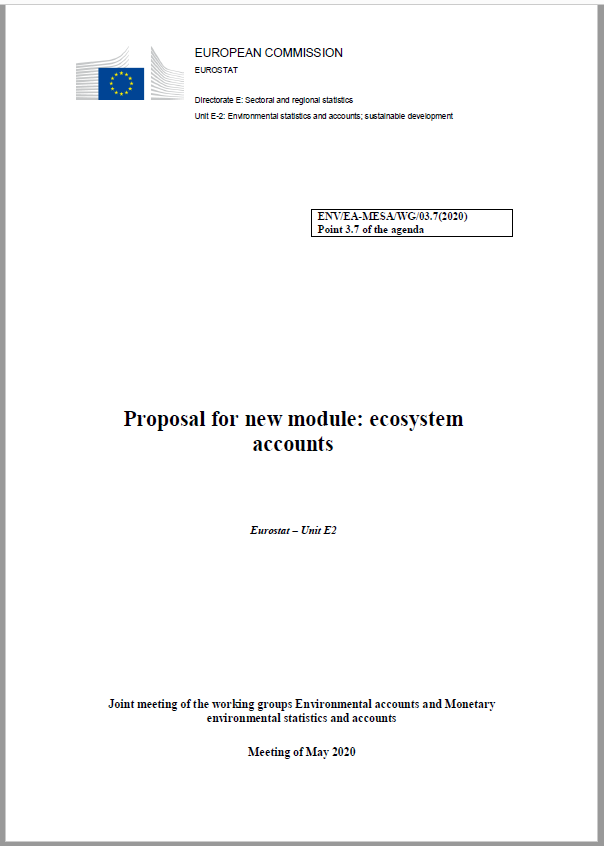 EUROPEAN COMMISSION
EUROSTAT
Directorate E: Sectoral and regional statistics
Unit E-2: Environmental statistics and accounts; sustainable development
ENV/EA-MESA/WG/03.7(2020)
Point 3.7 of the agenda
Proposal for new module: ecosystem
accounts
Eurostat – Unit E2
Joint meeting of the working groups Environmental accounts and Monetary
environmental statistics and accounts
Meeting of May 2020